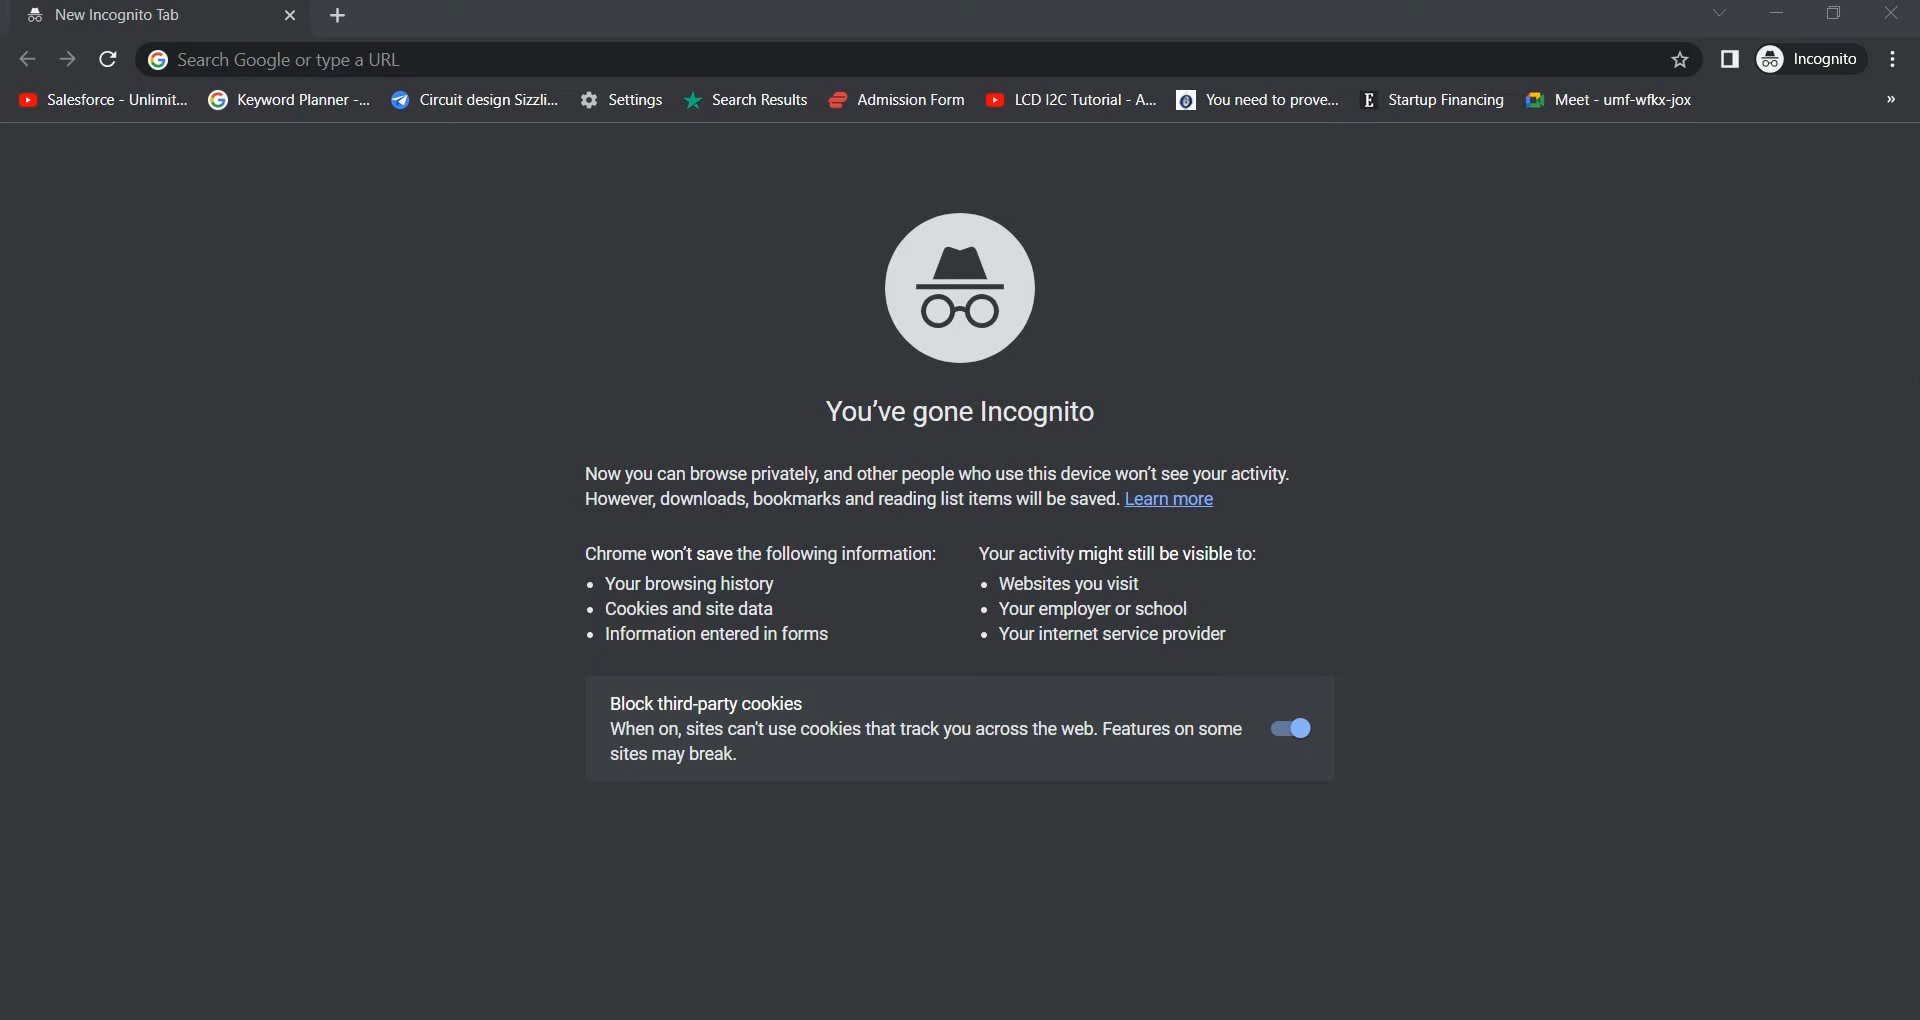 New Incognito Tab
Search Google or type a URL
Incognito
Salesforce - Unlimit... Keyword Planner -... Circuit design Sizzli... Settings Search Results Admission Form LCD I2C Tutorial - A... You need to prove... Startup Financing Meet - umf-wfkx-jox »
You've gone Incognito
Now you can browse privately, and other people who use this device won't see your activity.
However, downloads, bookmarks and reading list items will be saved. Learn more
Chrome won't save the following information:
• Your browsing history
• Cookies and site data
• Information entered in forms
Your activity might still be visible to:
• Websites you visit
• Your employer or school
• Your internet service provider
Block third-party cookies
When on, sites can't use cookies that track you across the web. Features on some
sites may break.